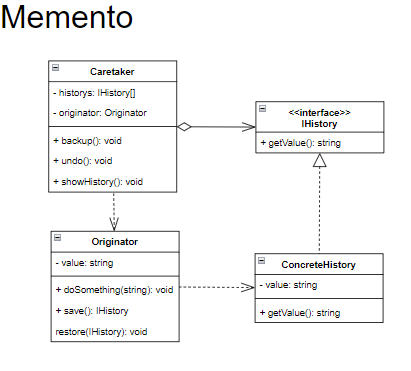 Memento
Caretaker
- historys: IHistory[]
- originator: Originator
+ backup(): void
+ undo(): void
+ showHistory(): void
<<interface>>
IHistory
+ getValue(): string
Originator
- value: string
+ doSomething(string): void
+ save(): IHistory
restore(IHistory): void
ConcreteHistory
- value: string
+ getValue(): string